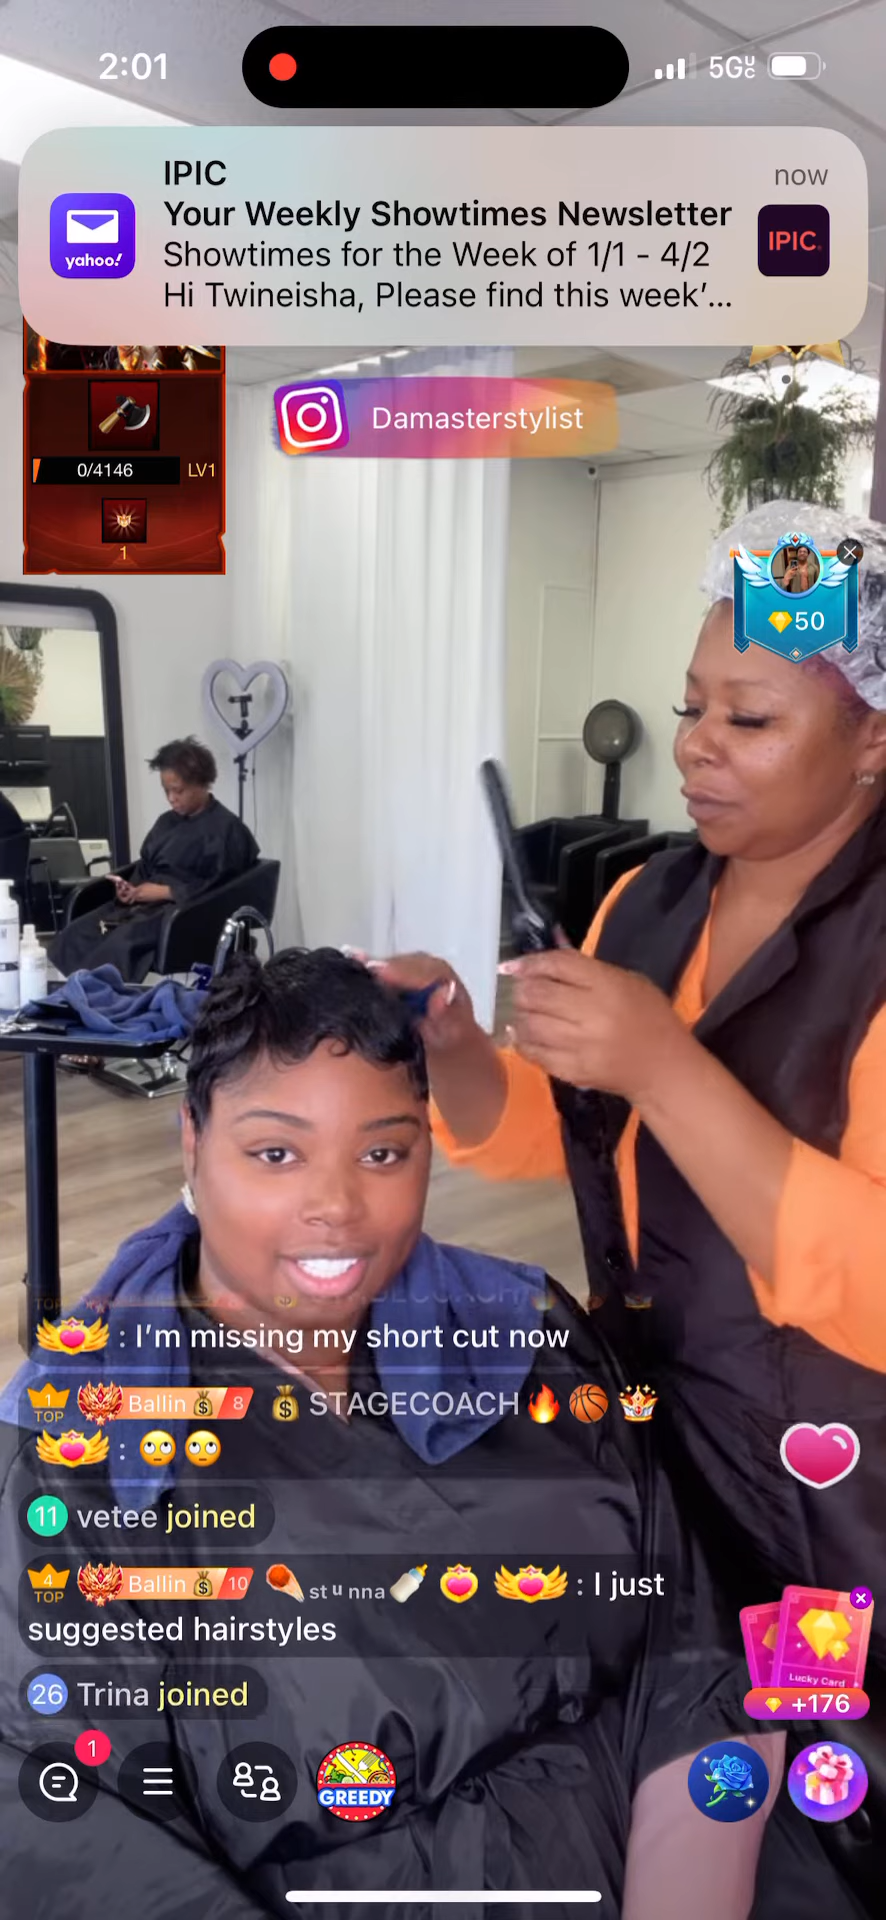 2:01
5G UC
IPIC
now
Your Weekly Showtimes Newsletter
Showtimes for the Week of 1/1 - 4/2
Hi Twineisha, Please find this week’...
yahoo!
IPIC
Damasterstylist
0/4146 LV1
1
50
: I’m missing my short cut now
1 TOP Ballin 8 STAGECOACH
:
11 vetee joined
4 TOP Ballin 10 stunna : I just
suggested hairstyles
26 Trina joined
Lucky Card
+176
1
GREEDY